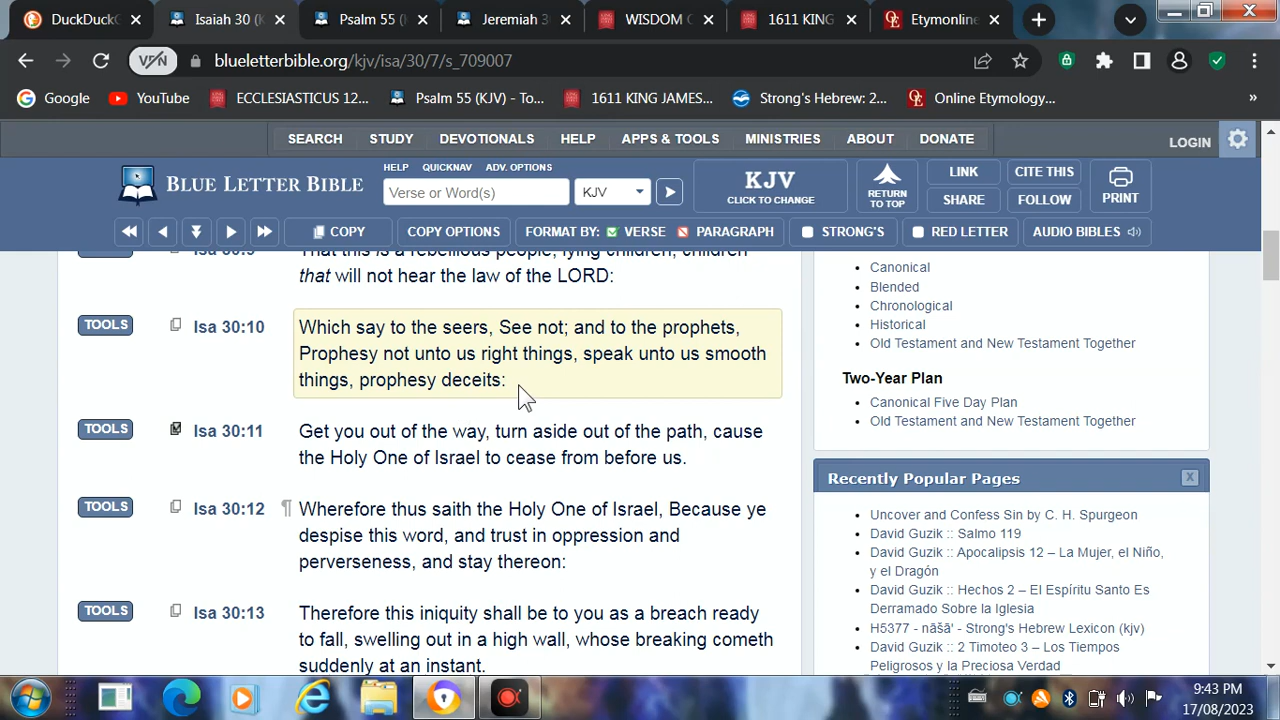 DuckDuckG
Isaiah 30 (K
Psalm 55 (
Jeremiah 3
WISDOM O
1611 KING
Etymonline
VPN
blueletterbible.org/kjv/isa/30/7/s_709007
Google
YouTube
ECCLESIASTICUS 12...
Psalm 55 (KJV) - To...
1611 KING JAMES...
Strong's Hebrew: 2...
Online Etymology...
»
SEARCH STUDY DEVOTIONALS HELP APPS & TOOLS MINISTRIES ABOUT DONATE
LOGIN
BLUE LETTER BIBLE
HELP QUICKNAV ADV. OPTIONS
Verse or Word(s)
KJV
KJV
CLICK TO CHANGE
RETURN
TO TOP
LINK
CITE THIS
SHARE
FOLLOW
PRINT
COPY
COPY OPTIONS
FORMAT BY: VERSE PARAGRAPH
STRONG'S
RED LETTER
AUDIO BIBLES
Isa 30:9
That this is a rebellious people, lying children, children
that will not hear the law of the LORD:
TOOLS
Isa 30:10
Which say to the seers, See not; and to the prophets,
Prophesy not unto us right things, speak unto us smooth
things, prophesy deceits:
TOOLS
Isa 30:11
Get you out of the way, turn aside out of the path, cause
the Holy One of Israel to cease from before us.
TOOLS
Isa 30:12
¶ Wherefore thus saith the Holy One of Israel, Because ye
despise this word, and trust in oppression and
perverseness, and stay thereon:
TOOLS
Isa 30:13
Therefore this iniquity shall be to you as a breach ready
to fall, swelling out in a high wall, whose breaking cometh
suddenly at an instant.
Canonical
Blended
Chronological
Historical
Old Testament and New Testament Together
Two-Year Plan
Canonical Five Day Plan
Old Testament and New Testament Together
Recently Popular Pages
X
Uncover and Confess Sin by C. H. Spurgeon
David Guzik :: Salmo 119
David Guzik :: Apocalipsis 12 – La Mujer, el Niño,
y el Dragón
David Guzik :: Hechos 2 – El Espíritu Santo Es
Derramado Sobre la Iglesia
H5377 - nāšā' - Strong's Hebrew Lexicon (kjv)
David Guzik :: 2 Timoteo 3 – Los Tiempos
Peligrosos y la Preciosa Verdad
9:43 PM
17/08/2023